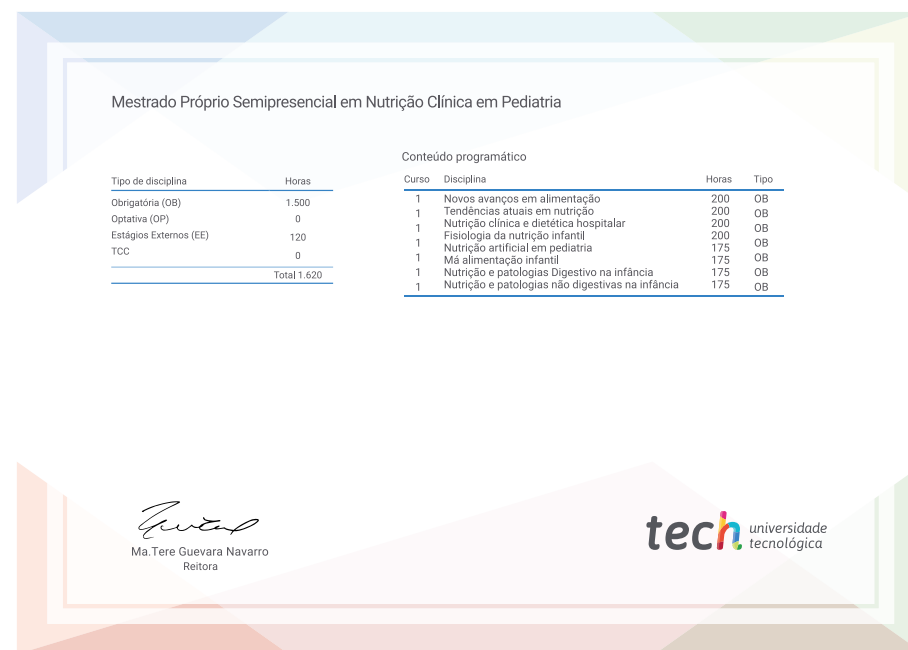 Mestrado Próprio Semipresencial em Nutrição Clínica em Pediatria
Tipo de disciplina Horas
Obrigatória (OB) 1.500
Optativa (OP) 0
Estágios Externos (EE) 120
TCC 0
Total 1.620
Conteúdo programático
Curso Disciplina Horas Tipo
1 Novos avanços em alimentação 200 OB
1 Tendências atuais em nutrição 200 OB
1 Nutrição clínica e dietética hospitalar 200 OB
1 Fisiologia da nutrição infantil 200 OB
1 Nutrição artificial em pediatria 175 OB
1 Má alimentação infantil 175 OB
1 Nutrição e patologias Digestivo na infância 175 OB
Nutrição e patologias não digestivas na infância 175
Ma.Tere Guevara Navarro
Reitora
tech universidade
tecnológica